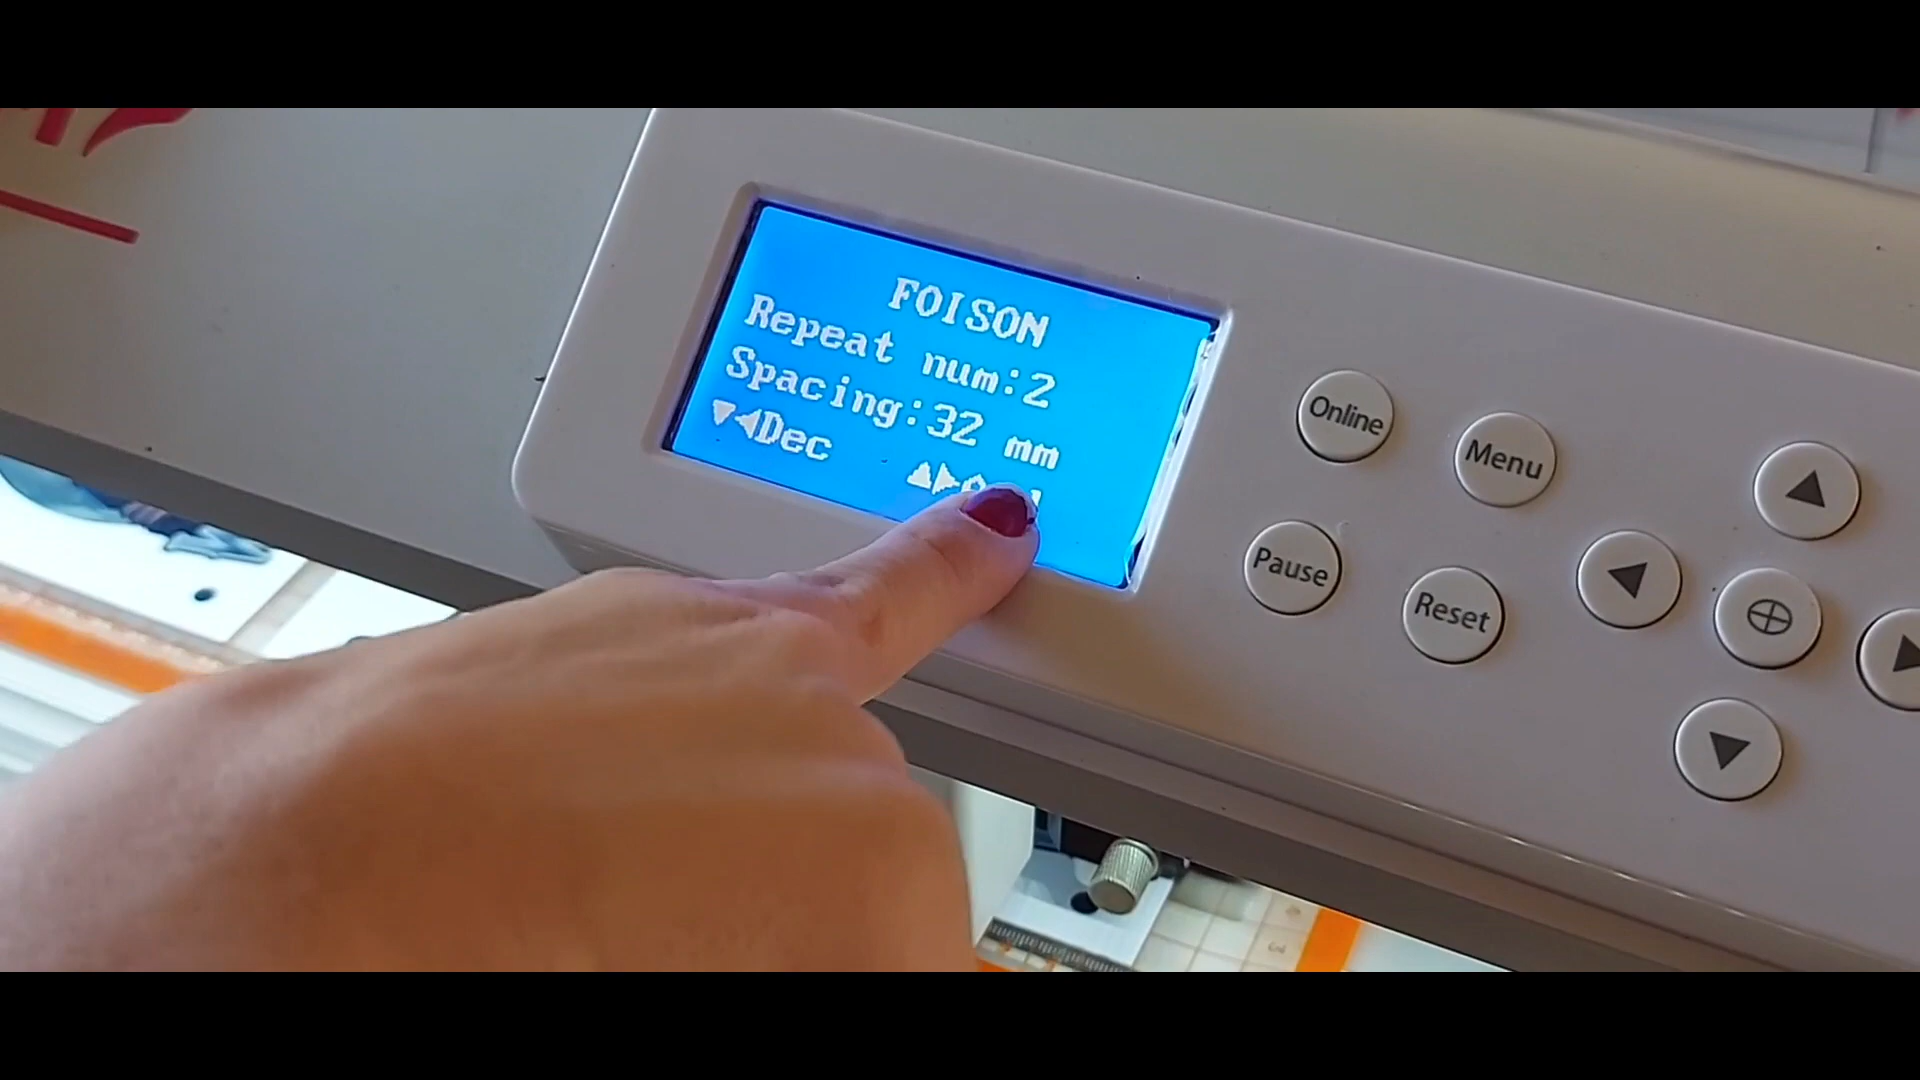 FOISON
Repeat num:2
Spacing:32 mm
▼◀Dec ▲▶
Online
Menu
Pause
Reset